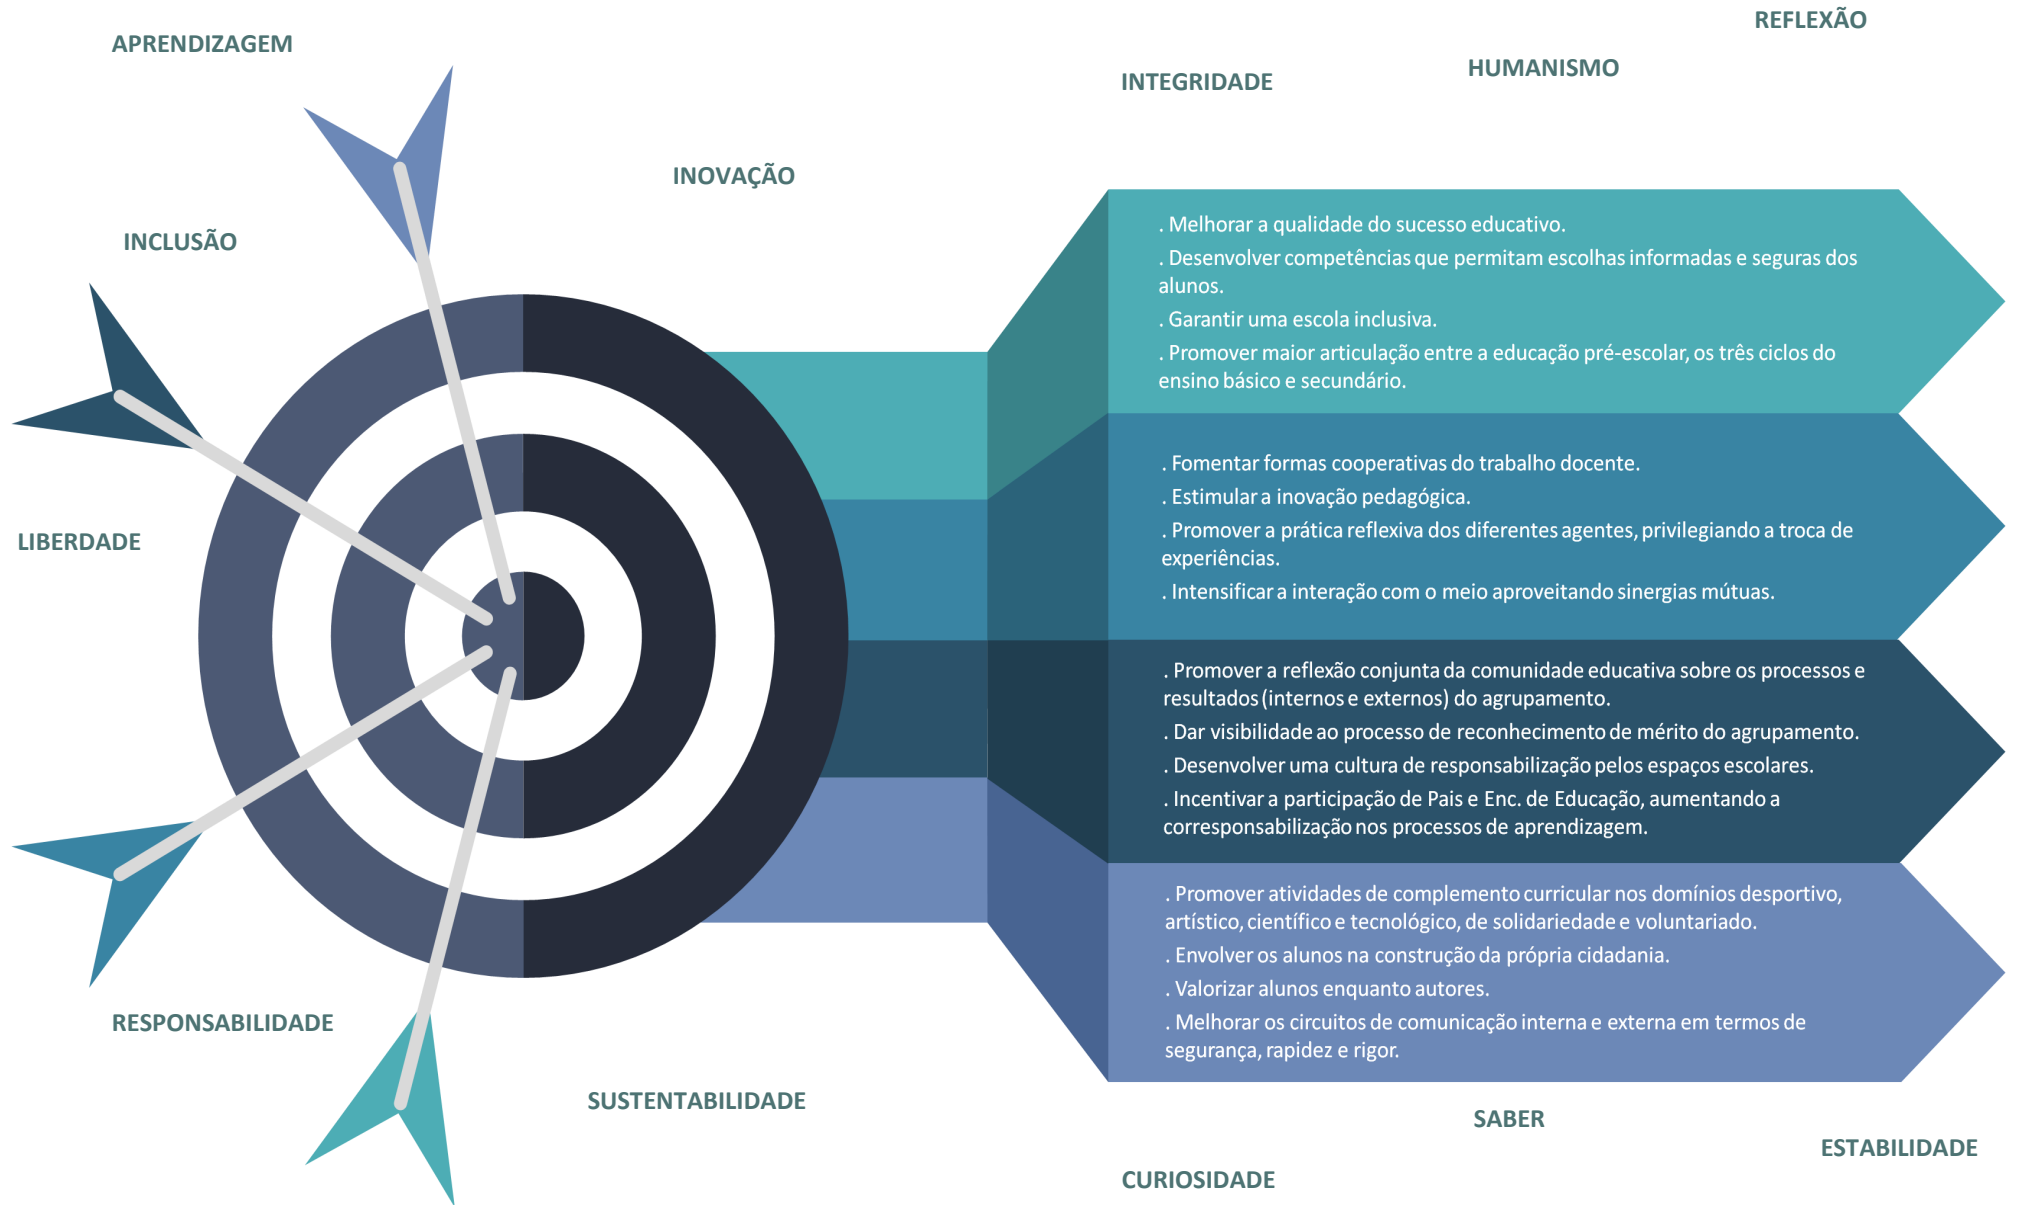 REFLEXÃO
APRENDIZAGEM
HUMANISMO
INTEGRIDADE
INOVAÇÃO
INCLUSÃO
LIBERDADE
. Melhorar a qualidade do sucesso educativo.
. Desenvolver competências que permitam escolhas informadas e seguras dos
alunos.
. Garantir uma escola inclusiva.
. Promover maior articulação entre a educação pré-escolar, os três ciclos do
ensino básico e secundário.
. Fomentar formas cooperativas do trabalho docente.
. Estimular a inovação pedagógica.
. Promover a prática reflexiva dos diferentes agentes, privilegiando a troca de
experiências.
. Intensificar a interação com o meio aproveitando sinergias mútuas.
. Promover a reflexão conjunta da comunidade educativa sobre os processos e
resultados (internos e externos) do agrupamento.
. Dar visibilidade ao processo de reconhecimento de mérito do agrupamento.
. Desenvolver uma cultura de responsabilização pelos espaços escolares.
. Incentivar a participação de Pais e Enc. de Educação, aumentando a
corresponsabilização nos processos de aprendizagem.
. Promover atividades de complemento curricular nos domínios desportivo,
artístico, científico e tecnológico, de solidariedade e voluntariado.
. Envolver os alunos na construção da própria cidadania.
. Valorizar alunos enquanto autores.
. Melhorar os circuitos de comunicação interna e externa em termos de
segurança, rapidez e rigor.
RESPONSABILIDADE
SUSTENTABILIDADE
SABER
ESTABILIDADE
CURIOSIDADE